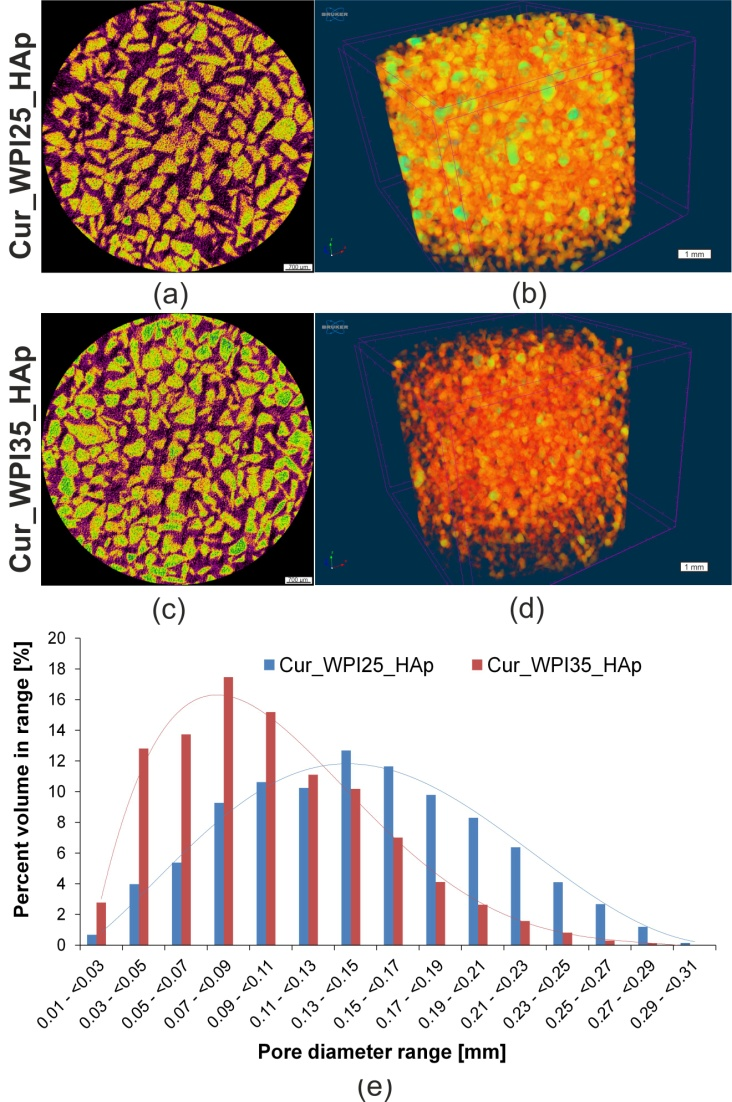 Cur_WPI25_HAp
BRUKER
700 µm
1 mm
(a)
(b)
Cur_WPI35_HAp
BRUKER
700 µm
1 mm
(c)
(d)
Percent volume in range [%]
20
18
16
14
12
10
8
6
4
2
0
Cur_WPI25_HAp
Cur_WPI35_HAp
0.01 - <0.03
0.03 - <0.05
0.05 - <0.07
0.07 - <0.09
0.09 - <0.11
0.11 - <0.13
0.13 - <0.15
0.15 - <0.17
0.17 - <0.19
0.19 - <0.21
0.21 - <0.23
0.23 - <0.25
0.25 - <0.27
0.27 - <0.29
0.29 - <0.31
Pore diameter range [mm]
(e)